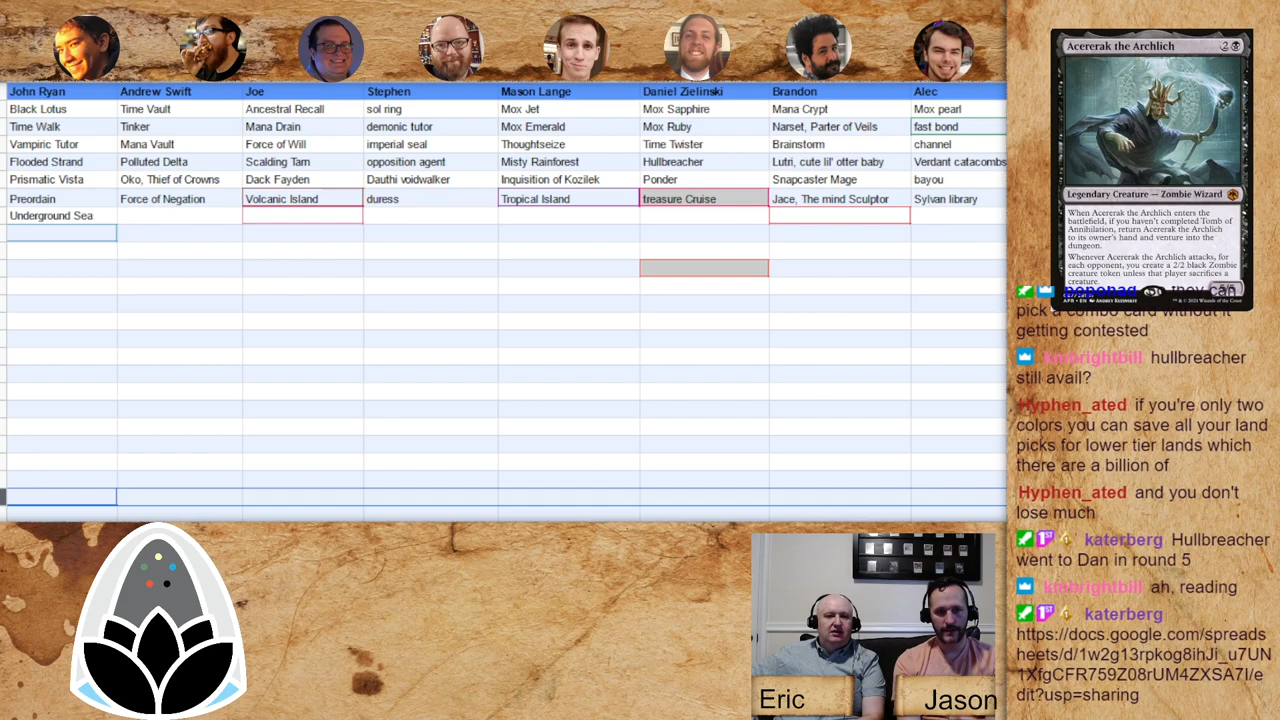 John Ryan Andrew Swift Joe Stephen Mason Lange Daniel Zielinski Brandon Alec
Black Lotus Time Vault Ancestral Recall sol ring Mox Jet Mox Sapphire Mana Crypt Mox pearl
Time Walk Tinker Mana Drain demonic tutor Mox Emerald Mox Ruby Narset, Parter of Veils fast bond
Vampiric Tutor Mana Vault Force of Will imperial seal Thoughtseize Time Twister Brainstorm channel
Flooded Strand Polluted Delta Scalding Tarn opposition agent Misty Rainforest Hullbreacher Lutri, cute lil' otter baby Verdant catacombs
Prismatic Vista Oko, Thief of Crowns Dack Fayden Dauthi voidwalker Inquisition of Kozilek Ponder Snapcaster Mage bayou
Preordain Force of Negation Volcanic Island duress Tropical Island treasure Cruise Jace, The mind Sculptor Sylvan library
Underground Sea
Acererak the Archlich 2
Legendary Creature — Zombie Wizard
When Acererak the Archlich enters the
battlefield, if you haven't completed Tomb of
Annihilation, return Acererak the Archlich
to its owner's hand and venture into the
dungeon.
Whenever Acererak the Archlich attacks, for
each opponent, you create a 2/2 black Zombie
creature token unless that player sacrifices a
creature.
they can
pick a combo card without it
getting contested
hullbreacher
still avail?
Hyphen_ated if you're only two
colors you can save all your land
picks for lower tier lands which
there are a billion of
Hyphen_ated and you don't
lose much
katerberg Hullbreacher
went to Dan in round 5
ah, reading
katerberg
https://docs.google.com/spreads
heets/d/1w2g13rpkog8ihJi_u7UN
1XfgCFR759Z08rUM4ZXSA7I/e
dit?usp=sharing
Eric
Jason